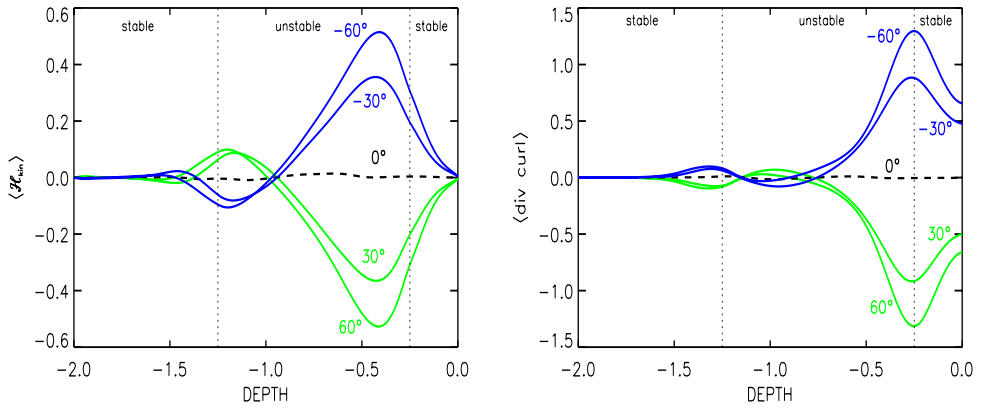 stable
unstable
stable
0.6
0.4
0.2
0.0
-0.2
-0.4
-0.6
⟨ℋkin⟩
-60°
-30°
0°
30°
60°
-2.0 -1.5 -1.0 -0.5 0.0
DEPTH
stable
unstable
stable
1.5
1.0
0.5
0.0
-0.5
-1.0
-1.5
⟨div curl⟩
-60°
-30°
0°
30°
60°
-2.0 -1.5 -1.0 -0.5 0.0
DEPTH